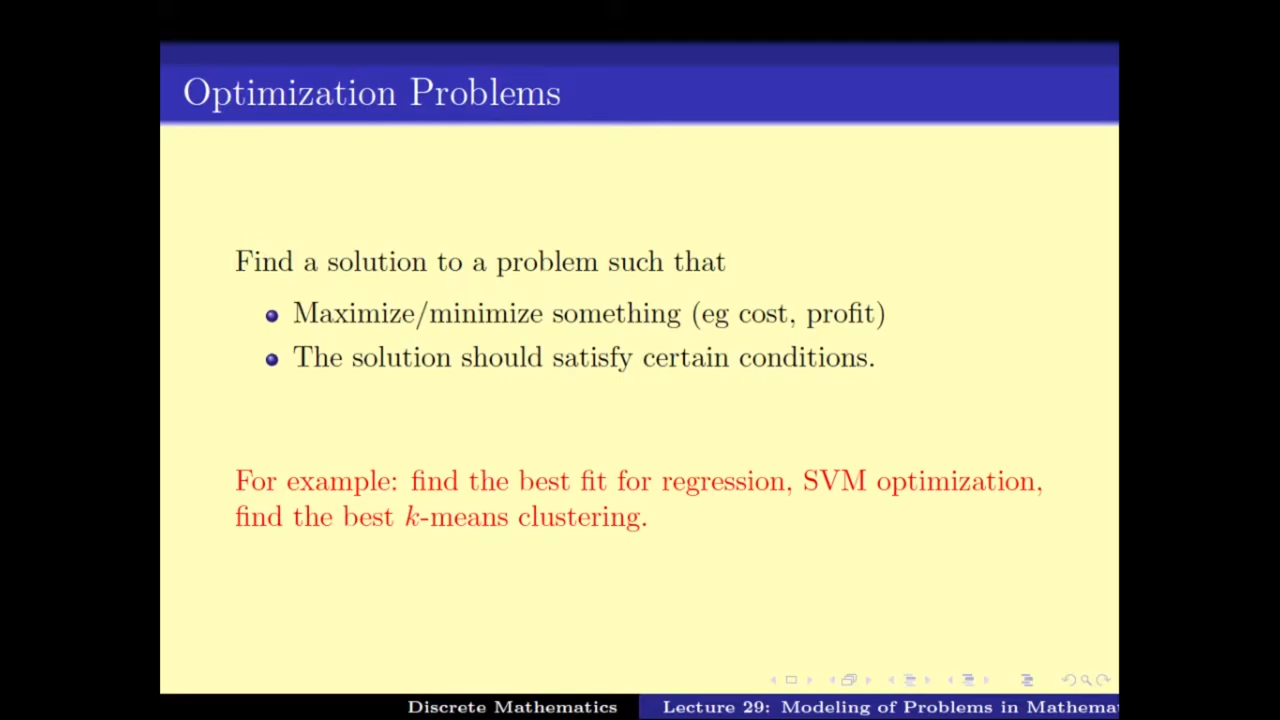 Optimization Problems
Find a solution to a problem such that
Maximize/minimize something (eg cost, profit)
The solution should satisfy certain conditions.
For example: find the best fit for regression, SVM optimization,
find the best k-means clustering.
Discrete Mathematics
Lecture 29: Modeling of Problems in Mathema